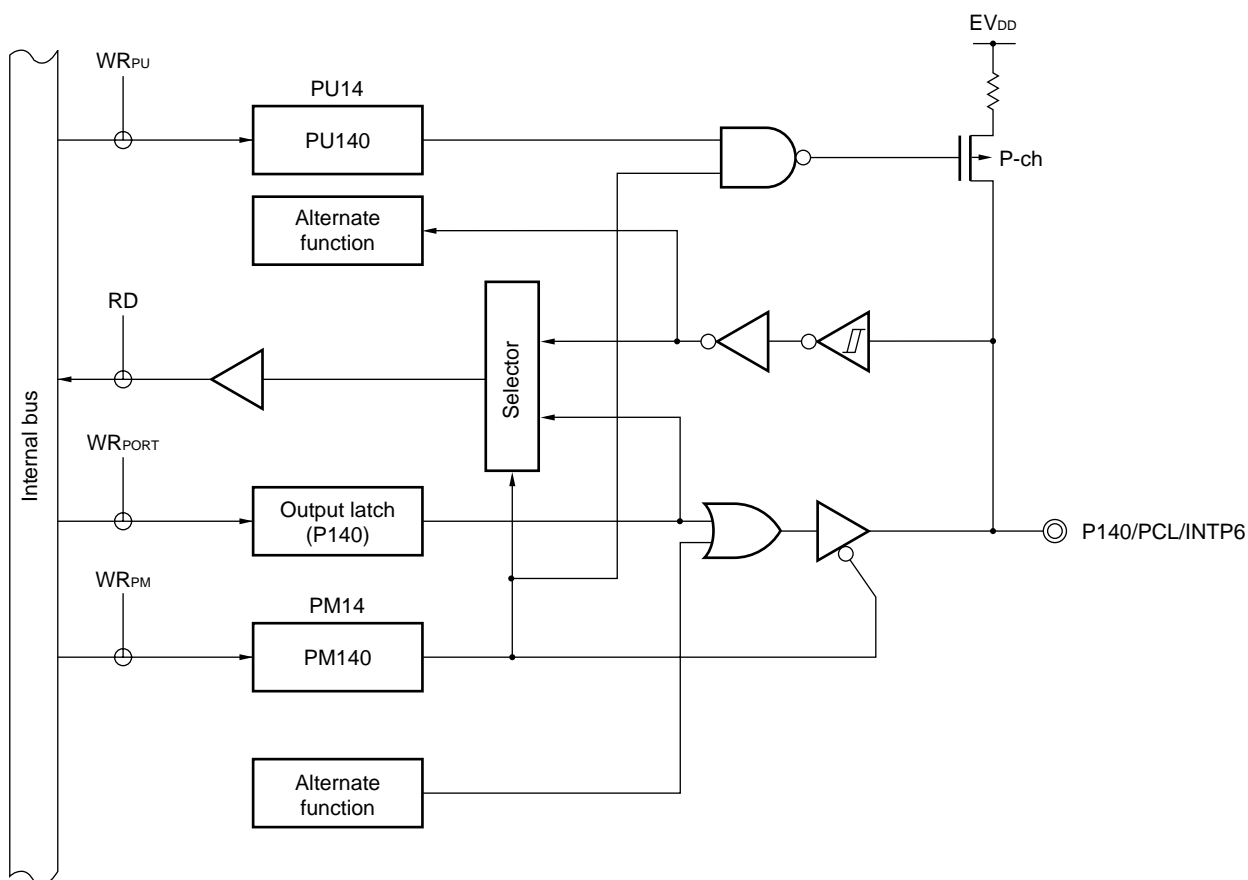 EVDD
WRPU
PU14
PU140
P-ch
Alternate
function
RD
Selector
Internal bus
WRPORT
Output latch
(P140)
P140/PCL/INTP6
WRPM
PM14
PM140
Alternate
function